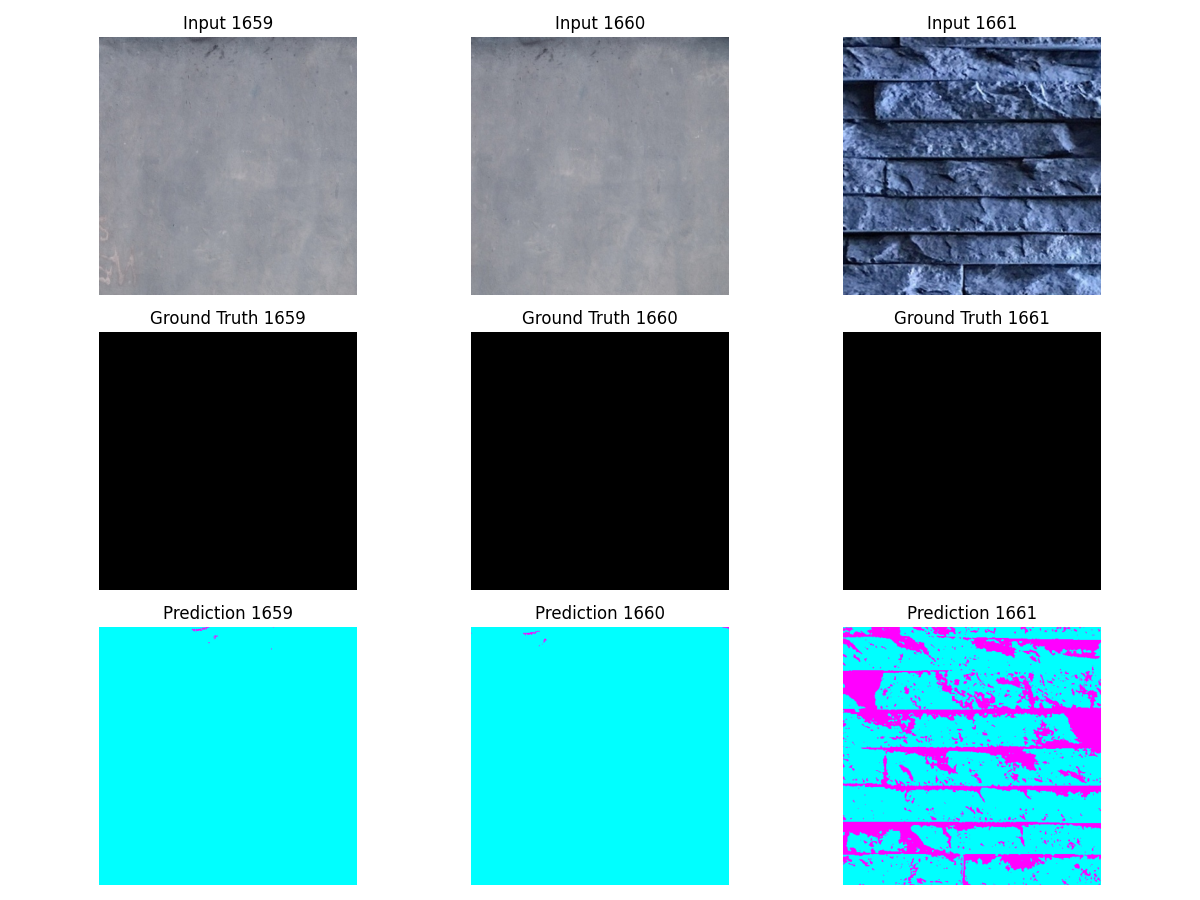 Input 1659
Input 1660
Input 1661
Ground Truth 1659
Ground Truth 1660
Ground Truth 1661
Prediction 1659
Prediction 1660
Prediction 1661